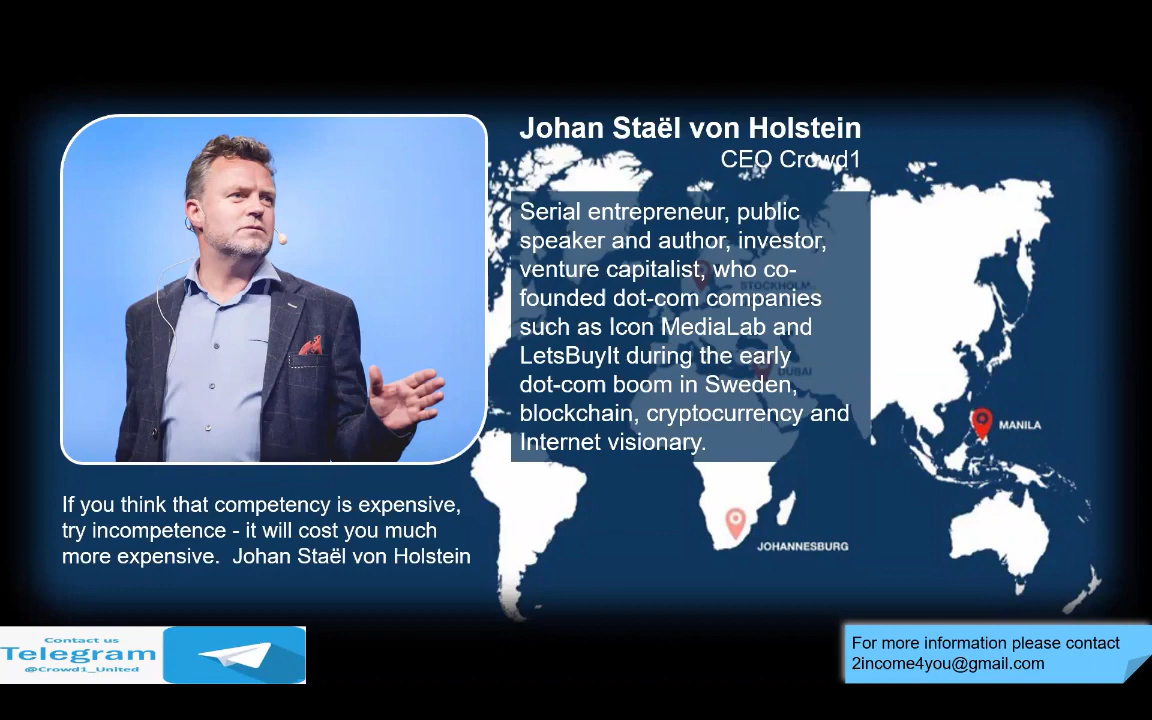 Johan Staël von Holstein
CEO Crowd1
Serial entrepreneur, public
speaker and author, investor,
venture capitalist, who co-
founded dot-com companies
such as Icon MediaLab and
LetsBuyIt during the early
dot-com boom in Sweden,
blockchain, cryptocurrency and
Internet visionary.
STOCKHOLM
DUBAI
MANILA
JOHANNESBURG
If you think that competency is expensive,
try incompetence - it will cost you much
more expensive.  Johan Staël von Holstein
Contact us
Telegram
@Crowd1_United
For more information please contact
2income4you@gmail.com